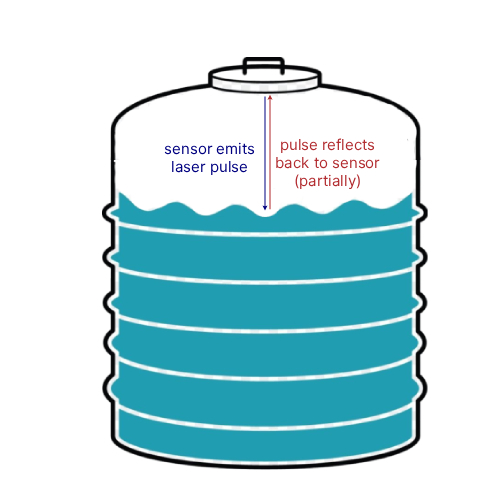 sensor emits
laser pulse
pulse reflects
back to sensor
(partially)